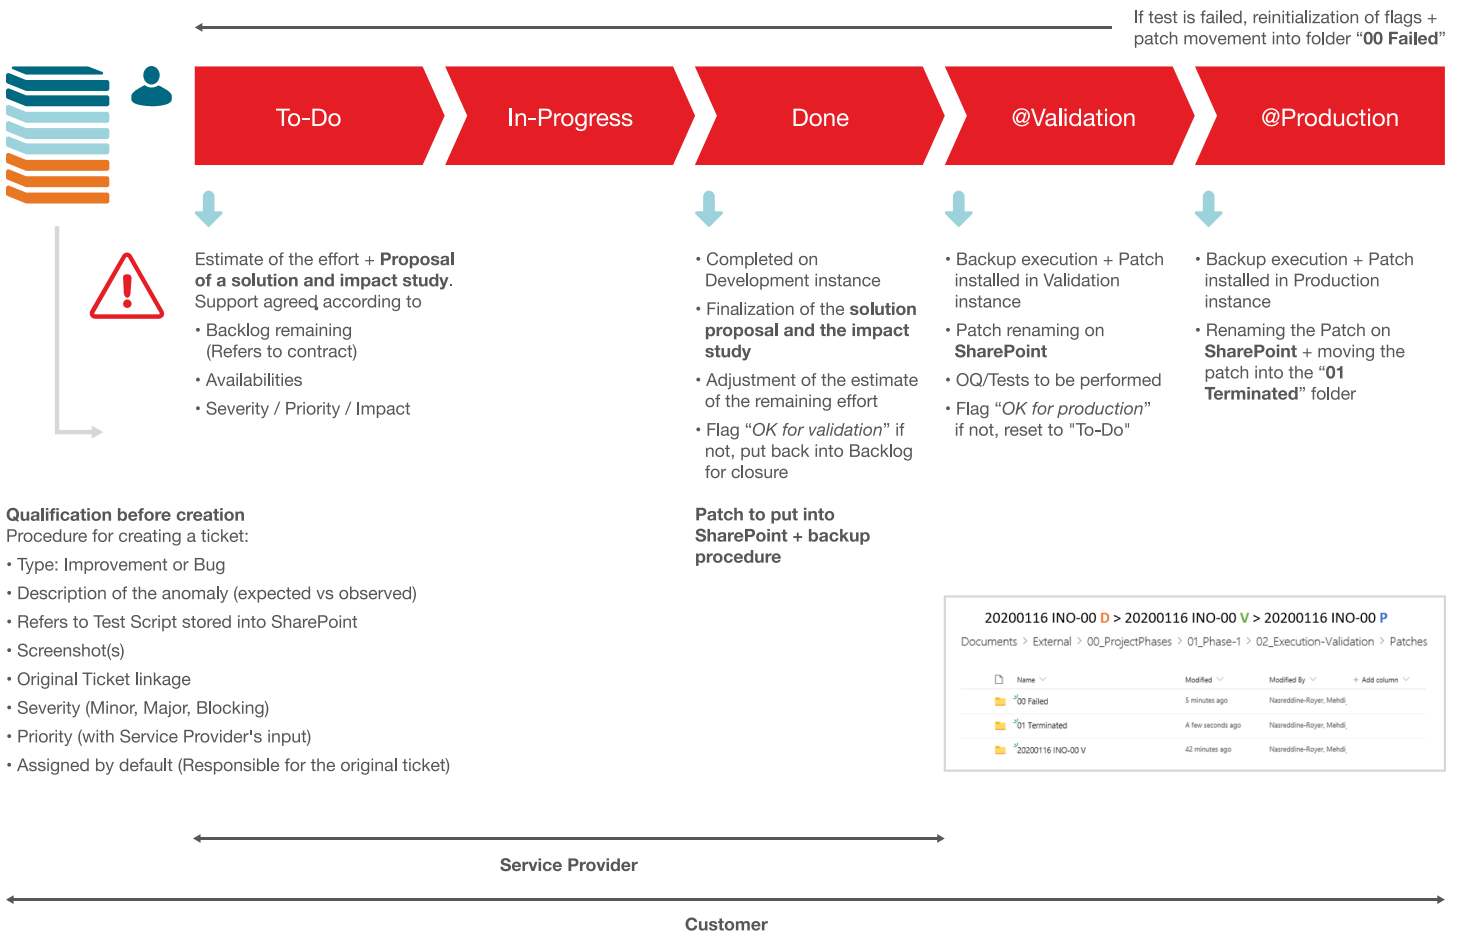 If test is failed, reinitialization of flags +
patch movement into folder “00 Failed”
To-Do
In-Progress
Done
@Validation
@Production
Estimate of the effort + Proposal
of a solution and impact study.
Support agreed according to
• Backlog remaining
(Refers to contract)
• Availabilities
• Severity / Priority / Impact
• Completed on
Development instance
• Finalization of the solution
proposal and the impact
study
• Adjustment of the estimate
of the remaining effort
• Flag “OK for validation” if
not, put back into Backlog
for closure
Patch to put into
SharePoint + backup
procedure
• Backup execution + Patch
installed in Validation
instance
• Patch renaming on
SharePoint
• OQ/Tests to be performed
• Flag “OK for production”
if not, reset to "To-Do"
• Backup execution + Patch
installed in Production
instance
• Renaming the Patch on
SharePoint + moving the
patch into the “01
Terminated” folder
Qualification before creation
Procedure for creating a ticket:
• Type: Improvement or Bug
• Description of the anomaly (expected vs observed)
• Refers to Test Script stored into SharePoint
• Screenshot(s)
• Original Ticket linkage
• Severity (Minor, Major, Blocking)
• Priority (with Service Provider's input)
• Assigned by default (Responsible for the original ticket)
20200116 INO-00 D > 20200116 INO-00 V > 20200116 INO-00 P
Documents > External > 00_ProjectPhases > 01_Phase-1 > 02_Execution-Validation > Patches
Name Modified Modified By + Add column
00 Failed 5 minutes ago Nasreddine-Royer, Mehdi
01 Terminated A few seconds ago Nasreddine-Royer, Mehdi
20200116 INO-00 V 42 minutes ago Nasreddine-Royer, Mehdi
Service Provider
Customer